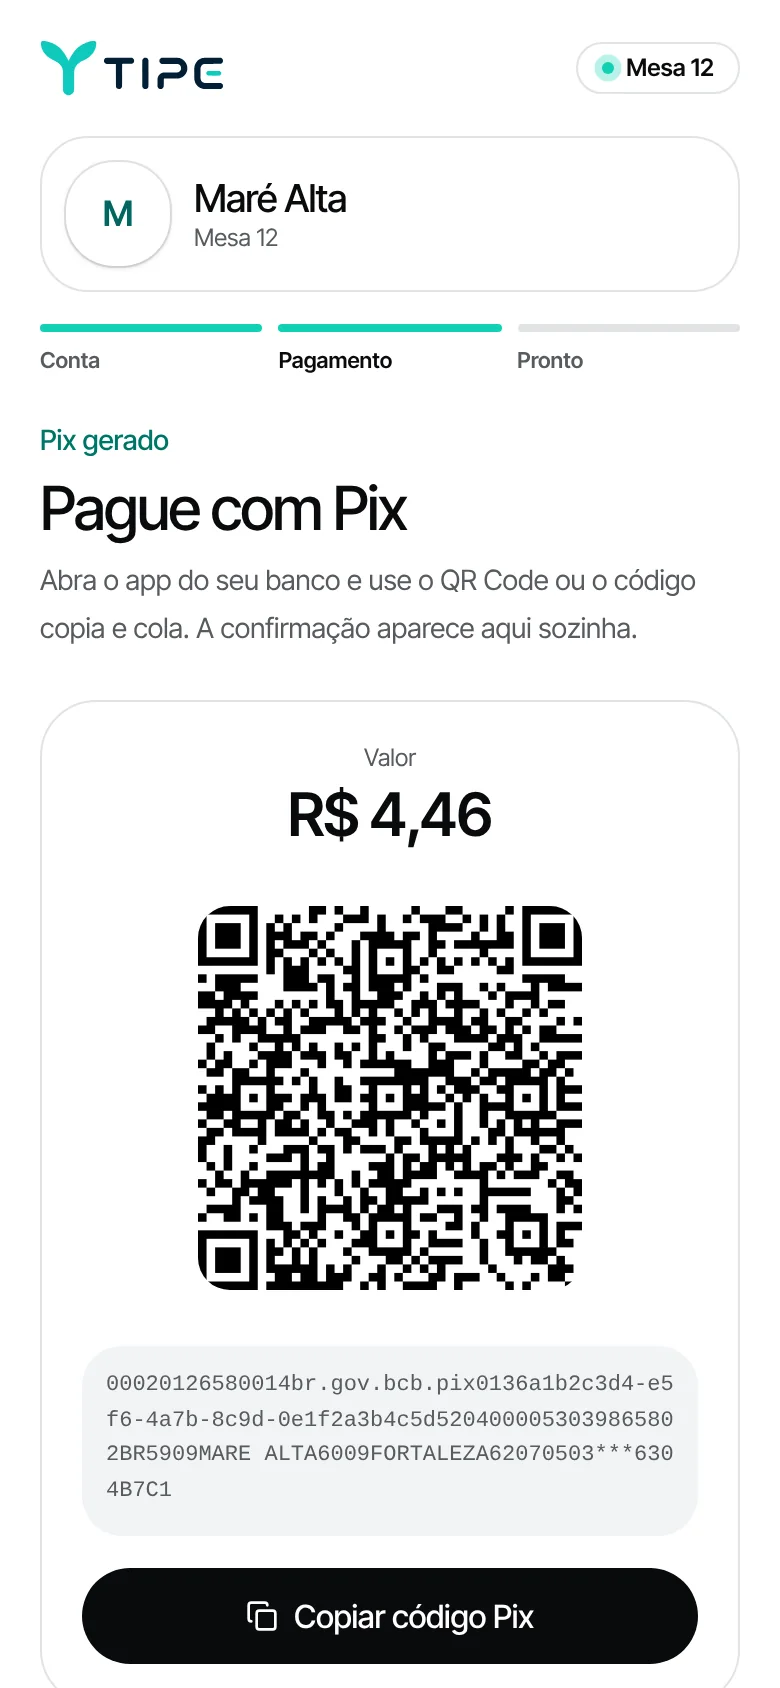 TIPE
Mesa 12
M
Maré Alta
Mesa 12
Conta
Pagamento
Pronto
Pix gerado
Pague com Pix
Abra o app do seu banco e use o QR Code ou o código
copia e cola. A confirmação aparece aqui sozinha.
Valor
R$ 4,46
00020126580014br.gov.bcb.pix0136a1b2c3d4-e5
f6-4a7b-8c9d-0e1f2a3b4c5d520400005303986580
2BR5909MARE ALTA6009FORTALEZA62070503***630
4B7C1
Copiar código Pix